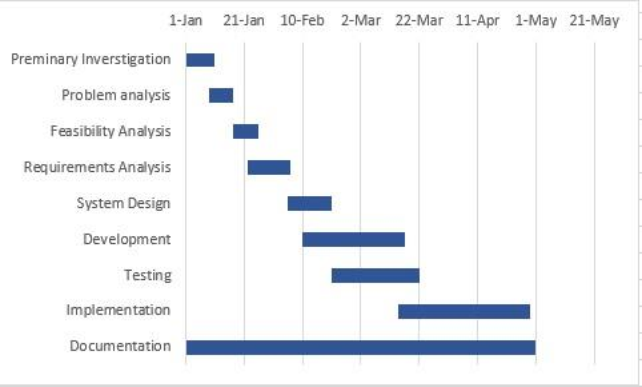 1-Jan 21-Jan 10-Feb 2-Mar 22-Mar 11-Apr 1-May 21-May
Preminary Inverstigation
Problem analysis
Feasibility Analysis
Requirements Analysis
System Design
Development
Testing
Implementation
Documentation